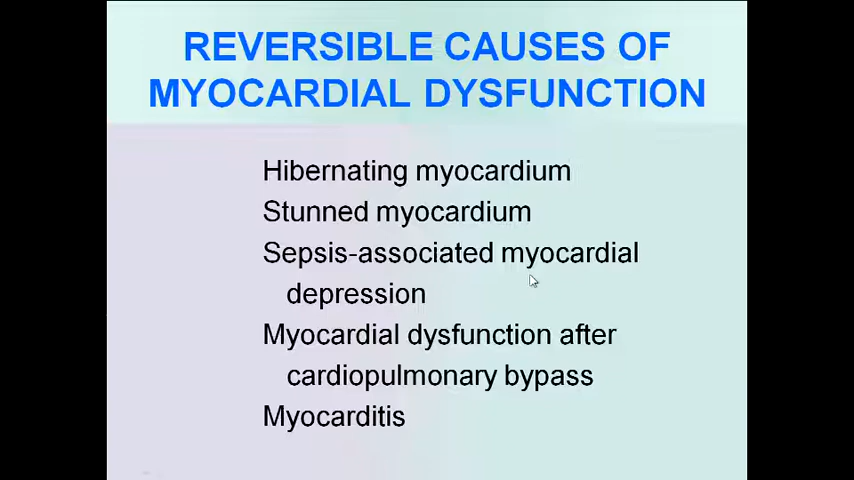 REVERSIBLE CAUSES OF
MYOCARDIAL DYSFUNCTION
Hibernating myocardium
Stunned myocardium
Sepsis-associated myocardial
depression
Myocardial dysfunction after
cardiopulmonary bypass
Myocarditis